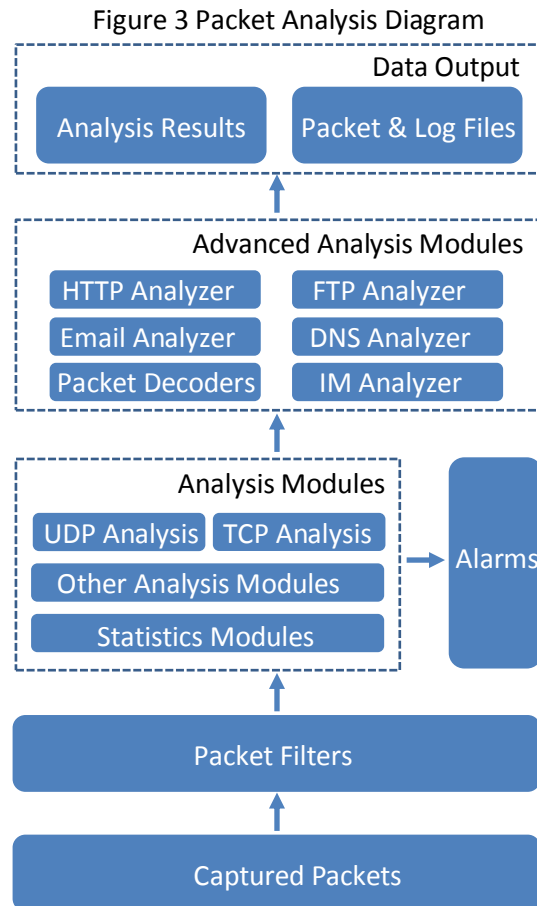 Figure 3 Packet Analysis Diagram
Data Output
Analysis Results
Packet & Log Files
Advanced Analysis Modules
HTTP Analyzer
FTP Analyzer
Email Analyzer
DNS Analyzer
Packet Decoders
IM Analyzer
Analysis Modules
UDP Analysis
TCP Analysis
Other Analysis Modules
Statistics Modules
Alarms
Packet Filters
Captured Packets